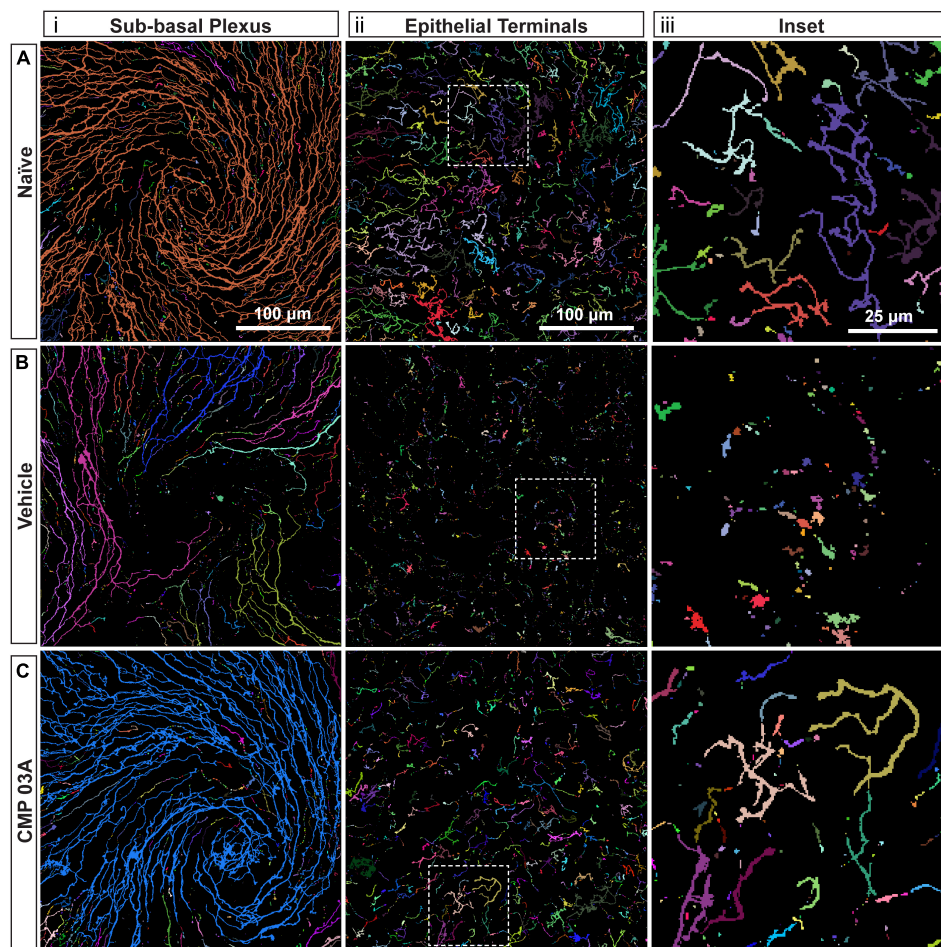 i Sub-basal Plexus
ii Epithelial Terminals
iii Inset
A
Naïve
100 µm
100 µm
25 µm
B
Vehicle
C
CMP 03A